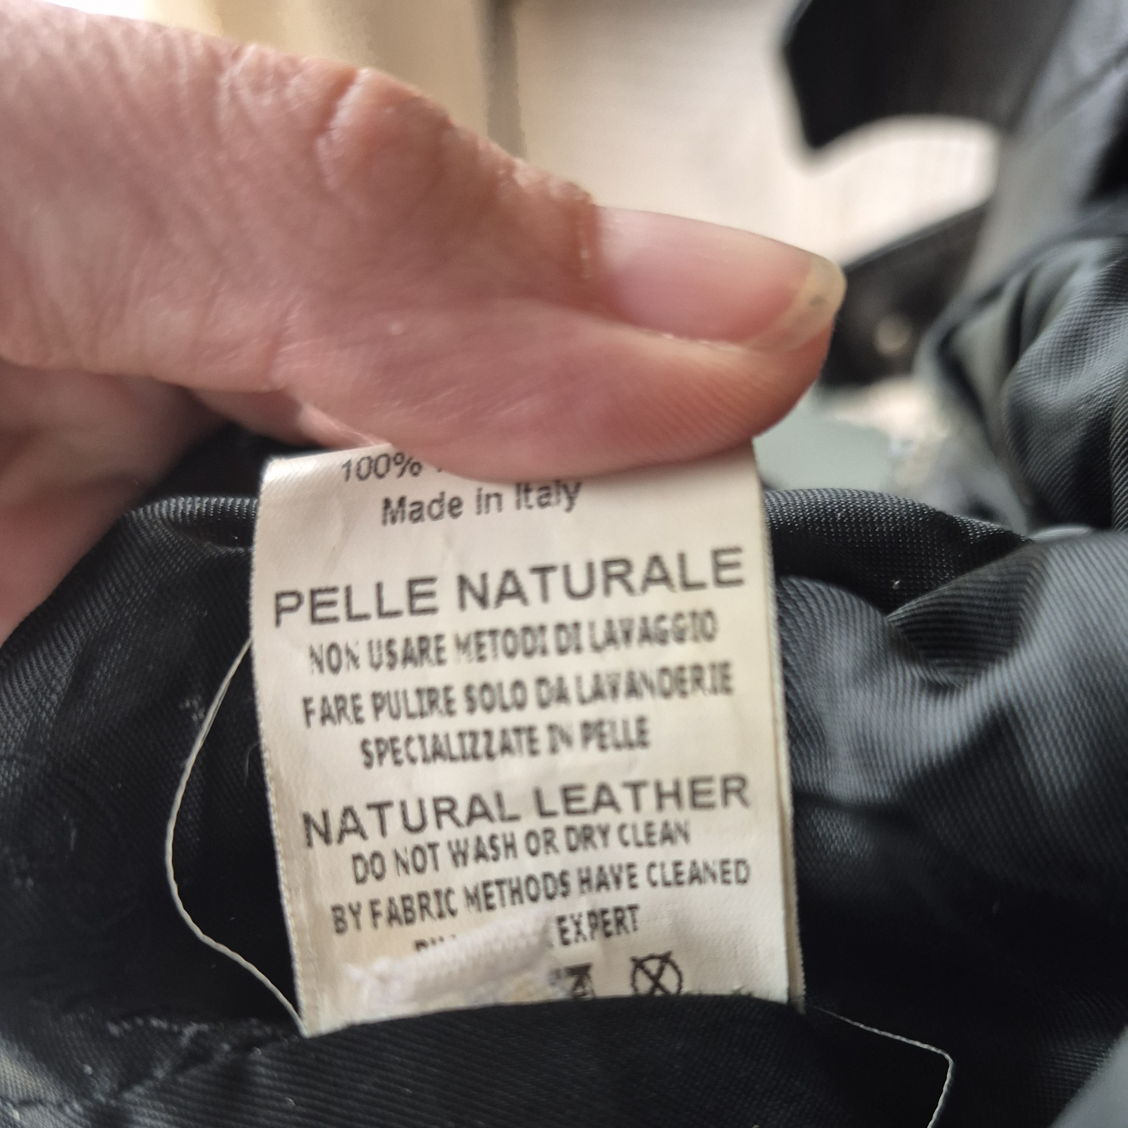 100%
Made in Italy
PELLE NATURALE
NON USARE METODI DI LAVAGGIO
FARE PULIRE SOLO DA LAVANDERIE
SPECIALIZZATE IN PELLE
NATURAL LEATHER
DO NOT WASH OR DRY CLEAN
BY FABRIC METHODS HAVE CLEANED
EXPERT